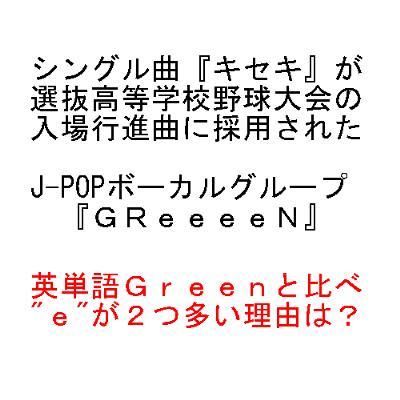 シングル曲『キセキ』が
選抜高等学校野球大会の
入場行進曲に採用された
J-POPボーカルグループ
『ＧＲｅｅｅｅＮ』
英単語Ｇｒｅｅｎと比べ
"ｅ"が２つ多い理由は？